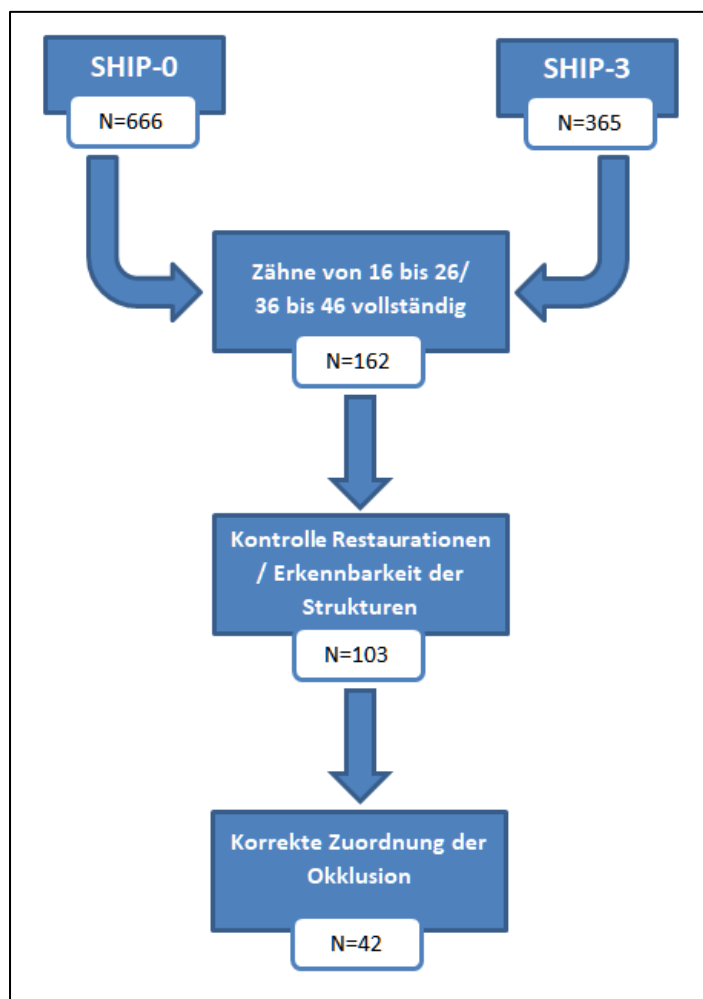 SHIP-0
N=666
SHIP-3
N=365
Zähne von 16 bis 26/
36 bis 46 vollständig
N=162
Kontrolle Restaurationen
/ Erkennbarkeit der
Strukturen
N=103
Korrekte Zuordnung der
Okklusion
N=42